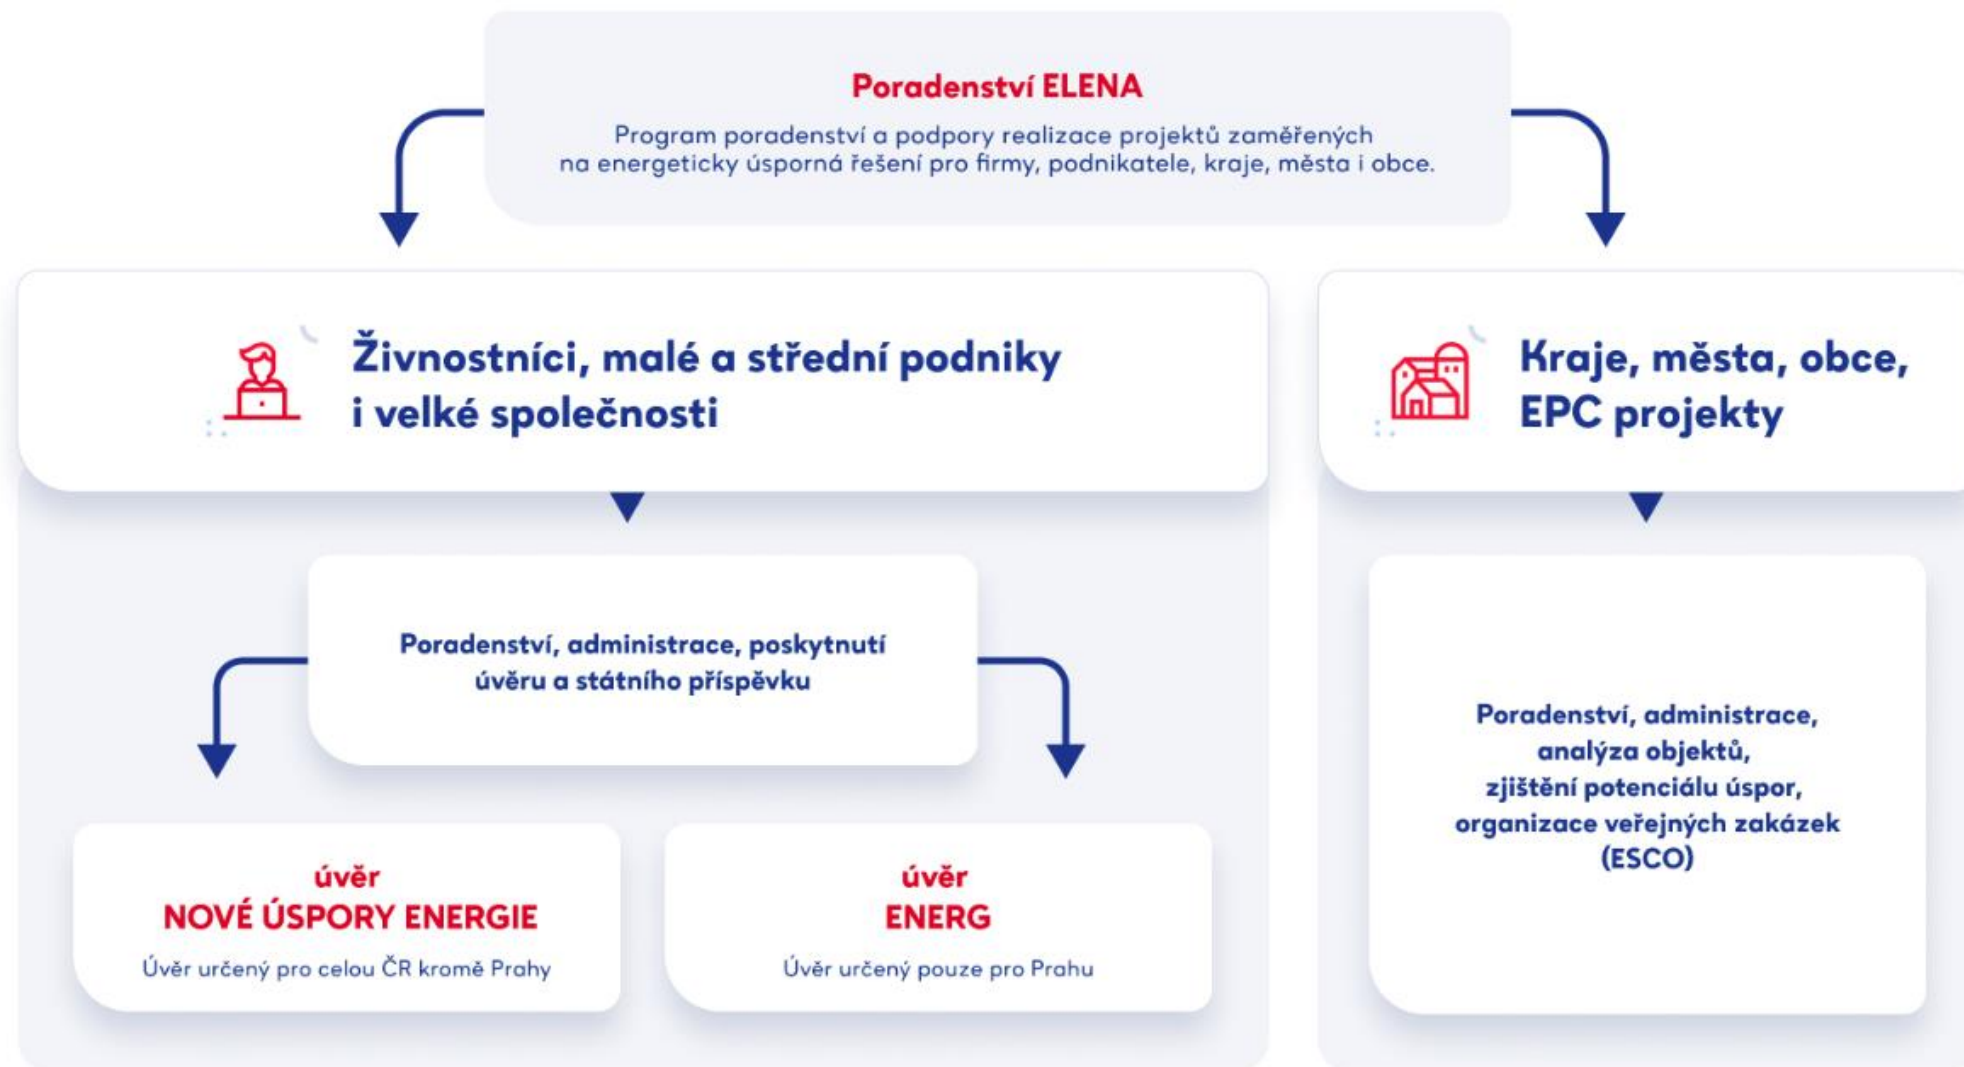 Poradenství ELENA
Program poradenství a podpory realizace projektů zaměřených
na energeticky úsporná řešení pro firmy, podnikatele, kraje, města i obce.
Živnostníci, malé a střední podniky
i velké společnosti
Poradenství, administrace, poskytnutí
úvěru a státního příspěvku
úvěr
NOVÉ ÚSPORY ENERGIE
Úvěr určený pro celou ČR kromě Prahy
úvěr
ENERG
Úvěr určený pouze pro Prahu
Kraje, města, obce,
EPC projekty
Poradenství, administrace,
analýza objektů,
zjištění potenciálu úspor,
organizace veřejných zakázek
(ESCO)